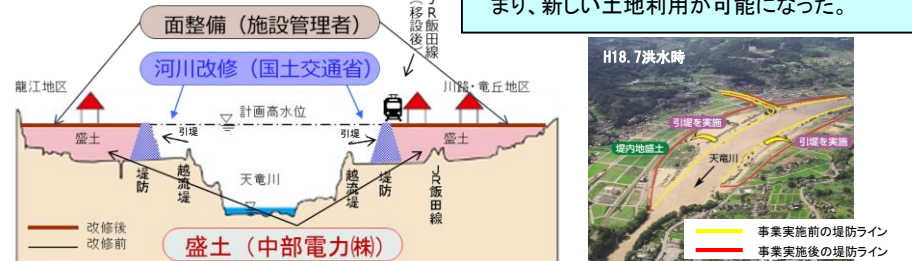 まり、新しい土地利用が可能になった。
面整備（施設管理者）
JR飯田線
（移設後）
河川改修（国土交通省）
龍江地区
川路・竜丘地区
計画高水位
引堤
引堤
盛土
盛土
堤防
越流堤
天竜川
越流堤
堤防
JR飯田線
改修後
改修前
盛土（中部電力㈱）
H18.7洪水時
引堤を実施
引堤を実施
堤内地盛土
天竜川
事業実施前の堤防ライン
事業実施後の堤防ライン